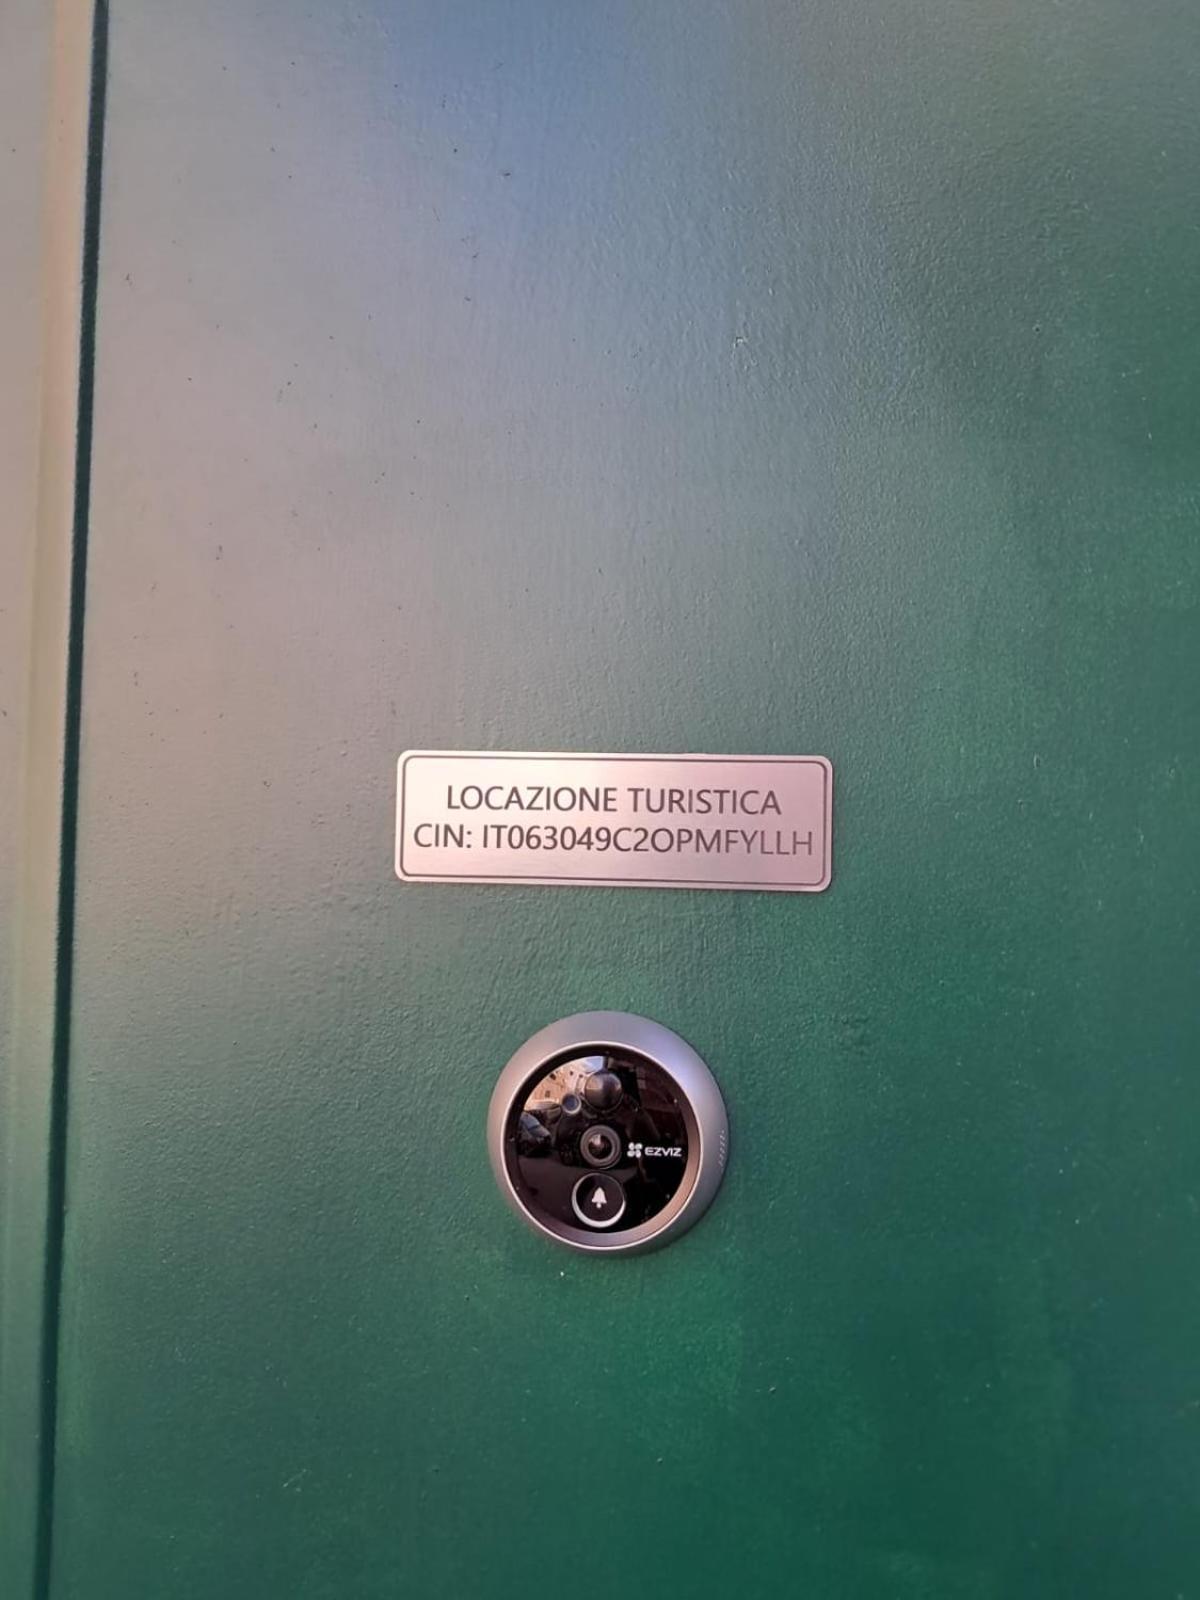 LOCAZIONE TURISTICA
CIN: IT063049C2OPMFYLLH
EZVIZ